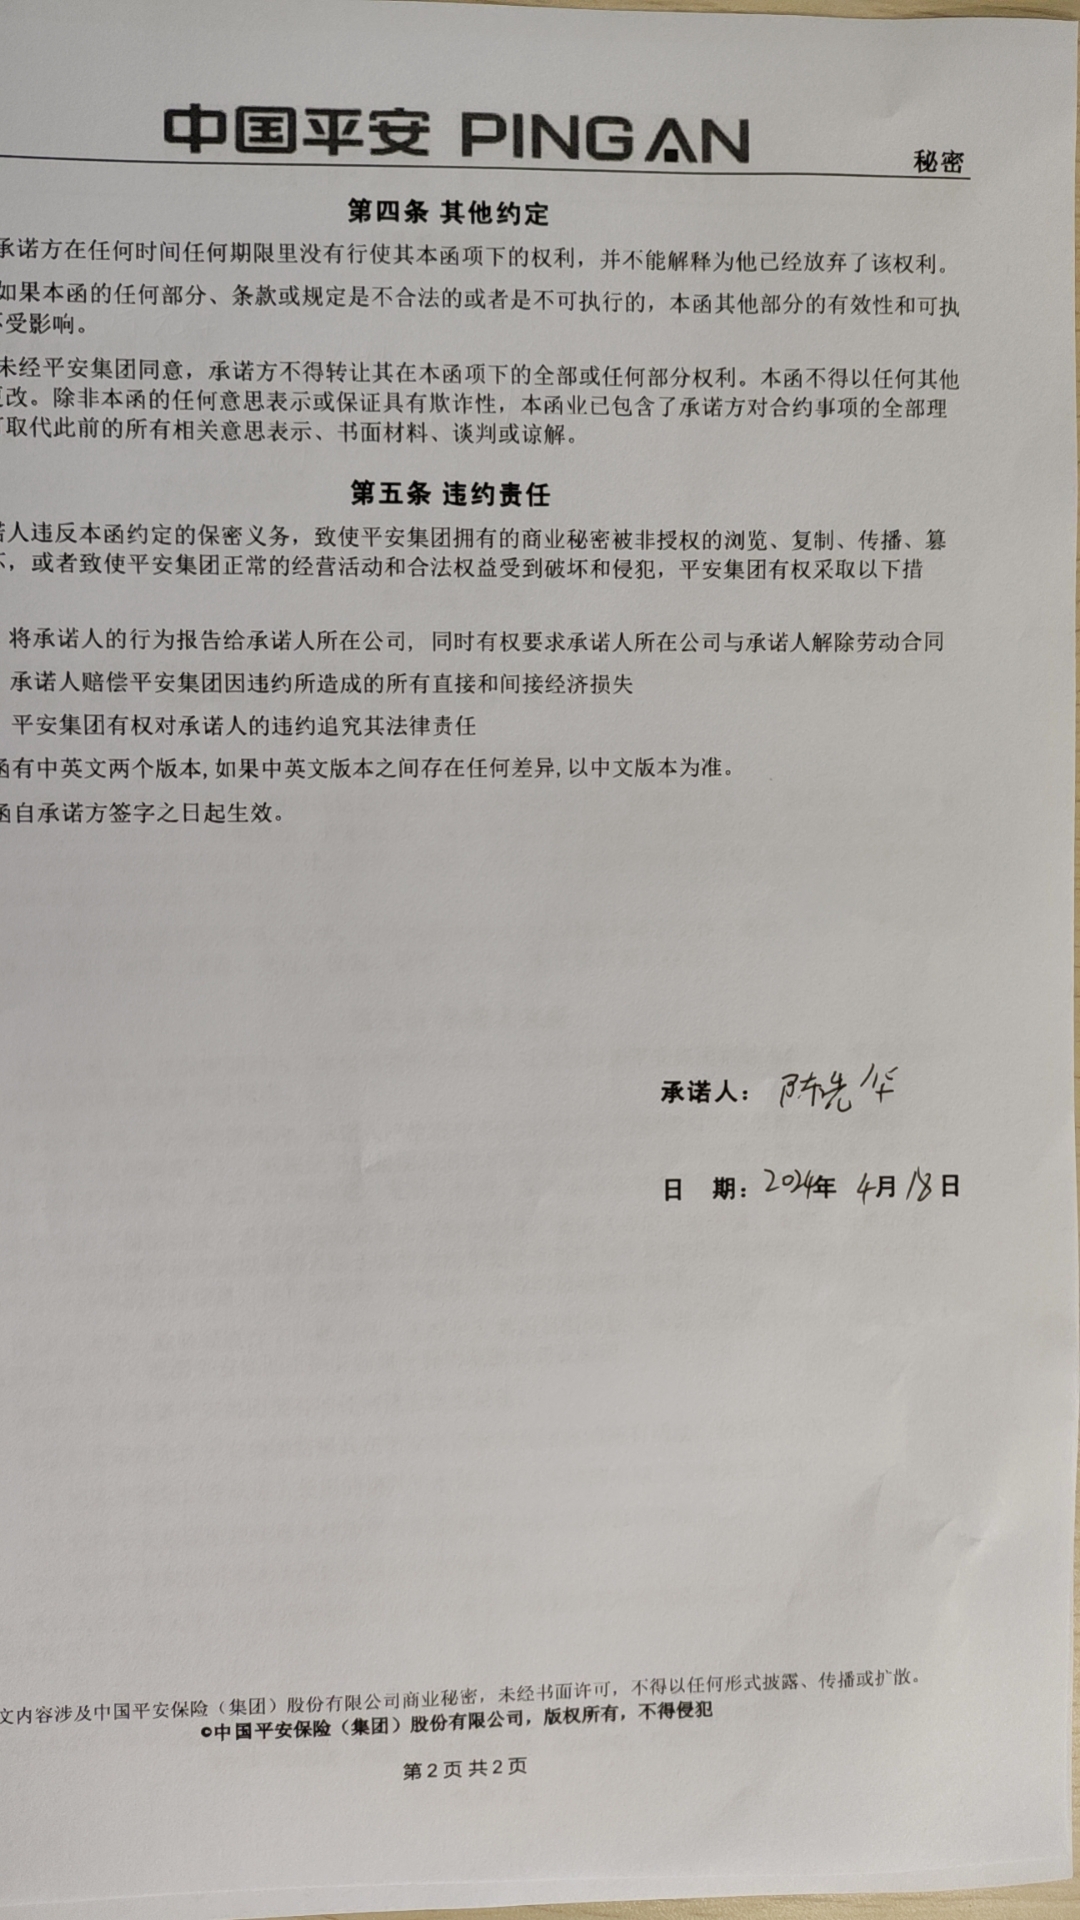 中国平安 PING AN
秘密
第四条 其他约定
承诺方在任何时间任何期限里没有行使其本函项下的权利，并不能解释为他已经放弃了该权利。
如果本函的任何部分、条款或规定是不合法的或者是不可执行的，本函其他部分的有效性和可执
受影响。
未经平安集团同意，承诺方不得转让其在本函项下的全部或任何部分权利。本函不得以任何其他
改。除非本函的任何意思表示或保证具有欺诈性，本函业已包含了承诺方对合约事项的全部理
取代此前的所有相关意思表示、书面材料、谈判或谅解。
第五条 违约责任
诺人违反本函约定的保密义务，致使平安集团拥有的商业秘密被非授权的浏览、复制、传播、篡
，或者致使平安集团正常的经营活动和合法权益受到破坏和侵犯，平安集团有权采取以下措
将承诺人的行为报告给承诺人所在公司，同时有权要求承诺人所在公司与承诺人解除劳动合同
承诺人赔偿平安集团因违约所造成的所有直接和间接经济损失
平安集团有权对承诺人的违约追究其法律责任
函有中英文两个版本,如果中英文版本之间存在任何差异,以中文版本为准。
函自承诺方签字之日起生效。
承诺人：陈先华
日 期：2024年 4月18日
文内容涉及中国平安保险（集团）股份有限公司商业秘密，未经书面许可，不得以任何形式披露、传播或扩散。
©中国平安保险（集团）股份有限公司，版权所有，不得侵犯
第2页共2页